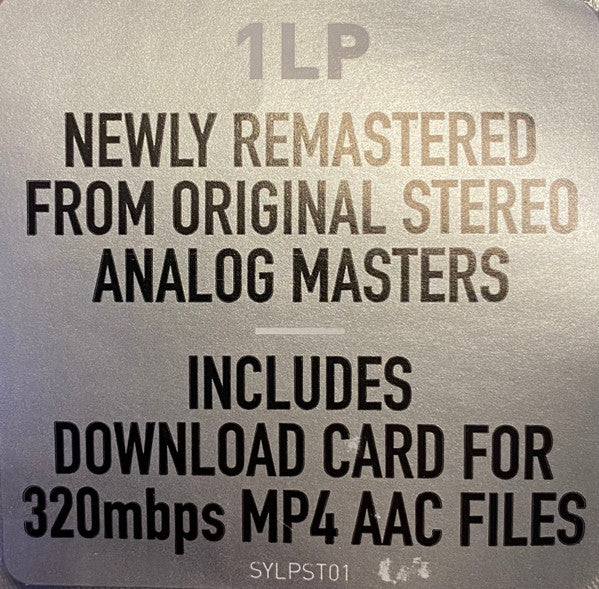 1LP
NEWLY REMASTERED
FROM ORIGINAL STEREO
ANALOG MASTERS
INCLUDES
DOWNLOAD CARD FOR
320mbps MP4 AAC FILES
SYLPST01